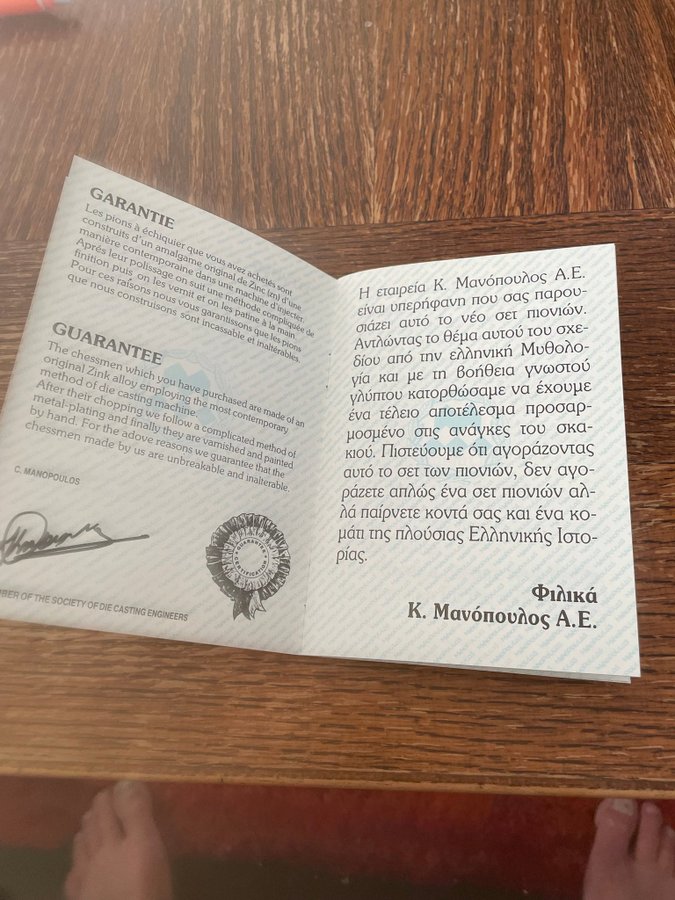 GARANTIE
Les pions à échiquier que vous avez achetés sont
construits d'un amalgame original de Zinc (m) d'une
manière contemporaine dans une machine d'injecter.
Aprés leur polissage on suit une méthode compliquée de
finition puis, on les vernit et on les patine à la main.
Pour ces raisons nous vous garantissons que les pions
que nous construisons sont incassable et inaltérables.
GUARANTEE
The chessmen which you have purchased are made of an
original Zink alloy employing the most contemporary
method of die casting machine.
After their chopping we follow a complicated method of
metal-plating and finally they are varnished and painted
by hand. For the adove reasons we guarantee that the
chessmen made by us are unbreakable and inalterable.
C. MANOPOULOS
GUARANTEE
CERTIFICATION
BER OF THE SOCIETY OF DIE CASTING ENGINEERS
Η εταιρεία Κ. Μανόπουλος Α.Ε.
είναι υπερήφανη που σας παρου-
σιάζει αυτό το νέο σετ πιονιών.
Αντλώντας το θέμα αυτού του σχε-
δίου από την ελληνική Μυθολο-
γία και με τη βοήθεια γνωστού
γλύπτου κατορθώσαμε να έχουμε
ένα τέλειο αποτέλεσμα προσαρ-
μοσμένο στις ανάγκες του σκα-
κιού. Πιστεύουμε ότι αγοράζοντας
αυτό το σετ των πιονιών, δεν αγο-
ράζετε απλώς ένα σετ πιονιών αλ-
λά παίρνετε κοντά σας και ένα κο-
μάτι της πλούσιας Ελληνικής Ιστο-
ρίας.
Φιλικά
Κ. Μανόπουλος Α.Ε.